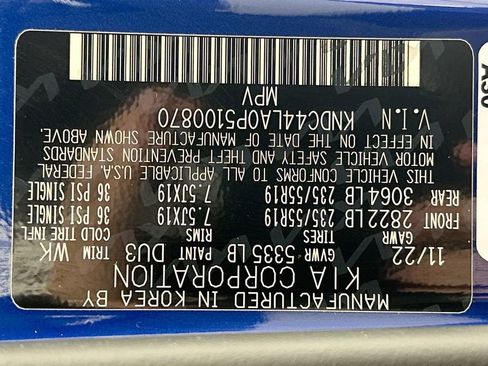 MANUFACTURED IN KOREA BY
KIA CORPORATION
11/22 GVWR 5335 LB PAINT DU3 TRIM WK
GAWR TIRES RIMS COLD TIRE INFL
FRONT 2822 LB 235/55R19 7.5JX19 36 PSI SINGLE
REAR 3064 LB 235/55R19 7.5JX19 36 PSI SINGLE
THIS VEHICLE CONFORMS TO ALL APPLICABLE U.S.A. FEDERAL
MOTOR VEHICLE SAFETY AND THEFT PREVENTION STANDARDS
IN EFFECT ON THE DATE OF MANUFACTURE SHOWN ABOVE.
V.I.N KNDC44LA0P5100870
MPV